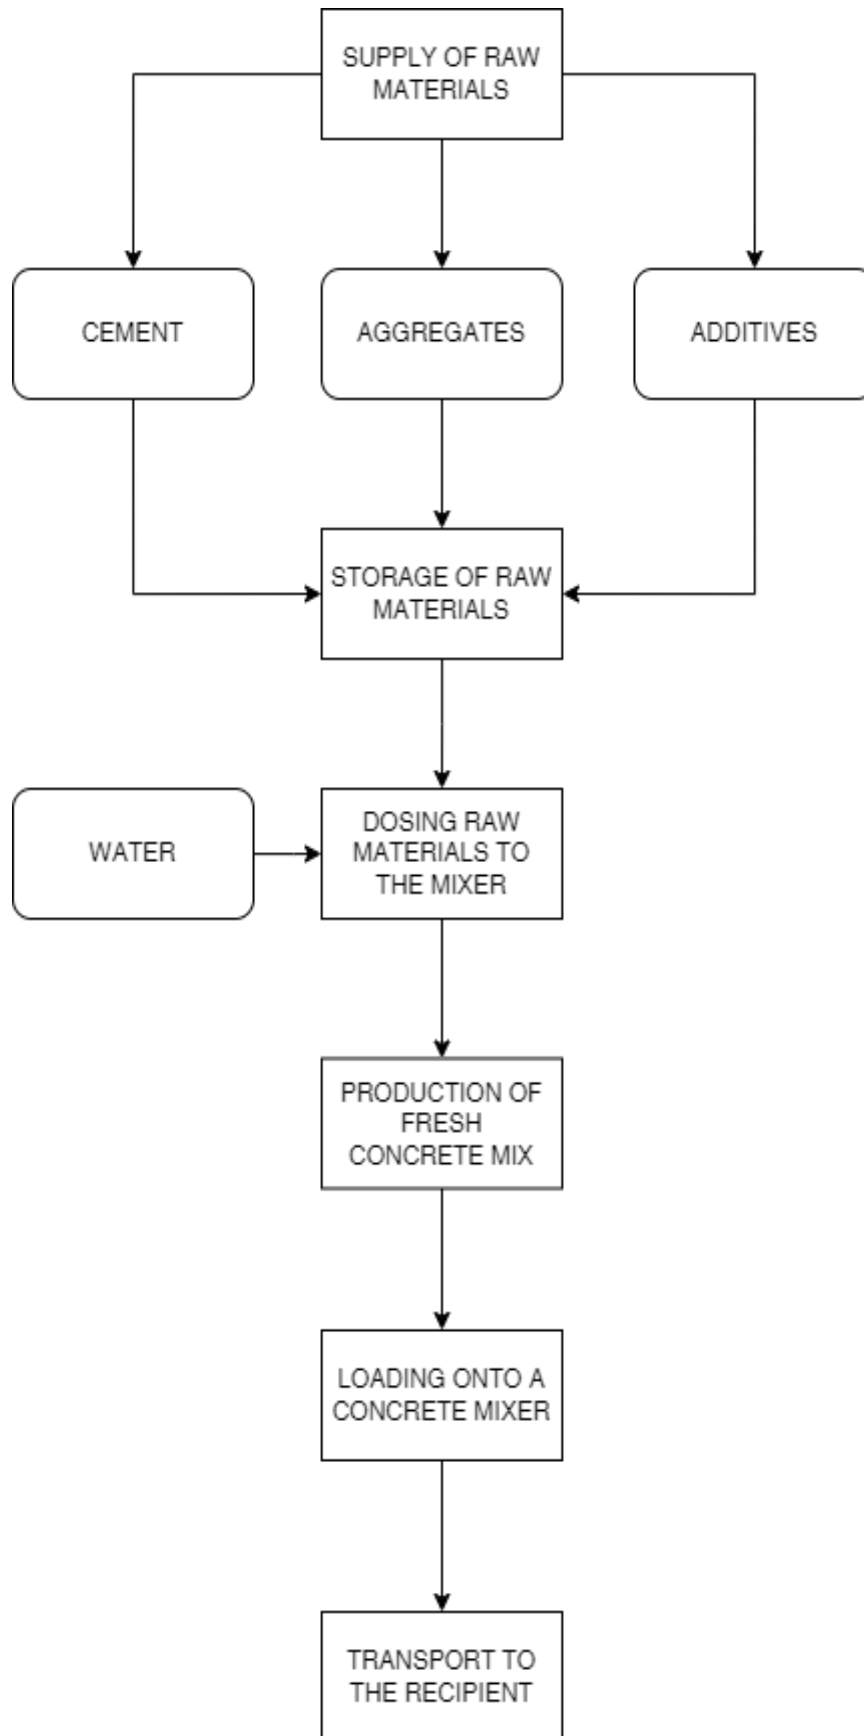 SUPPLY OF RAW
MATERIALS
CEMENT
AGGREGATES
ADDITIVES
STORAGE OF RAW
MATERIALS
WATER
DOSING RAW
MATERIALS TO
THE MIXER
PRODUCTION OF
FRESH
CONCRETE MIX
LOADING ONTO A
CONCRETE MIXER
TRANSPORT TO
THE RECIPIENT